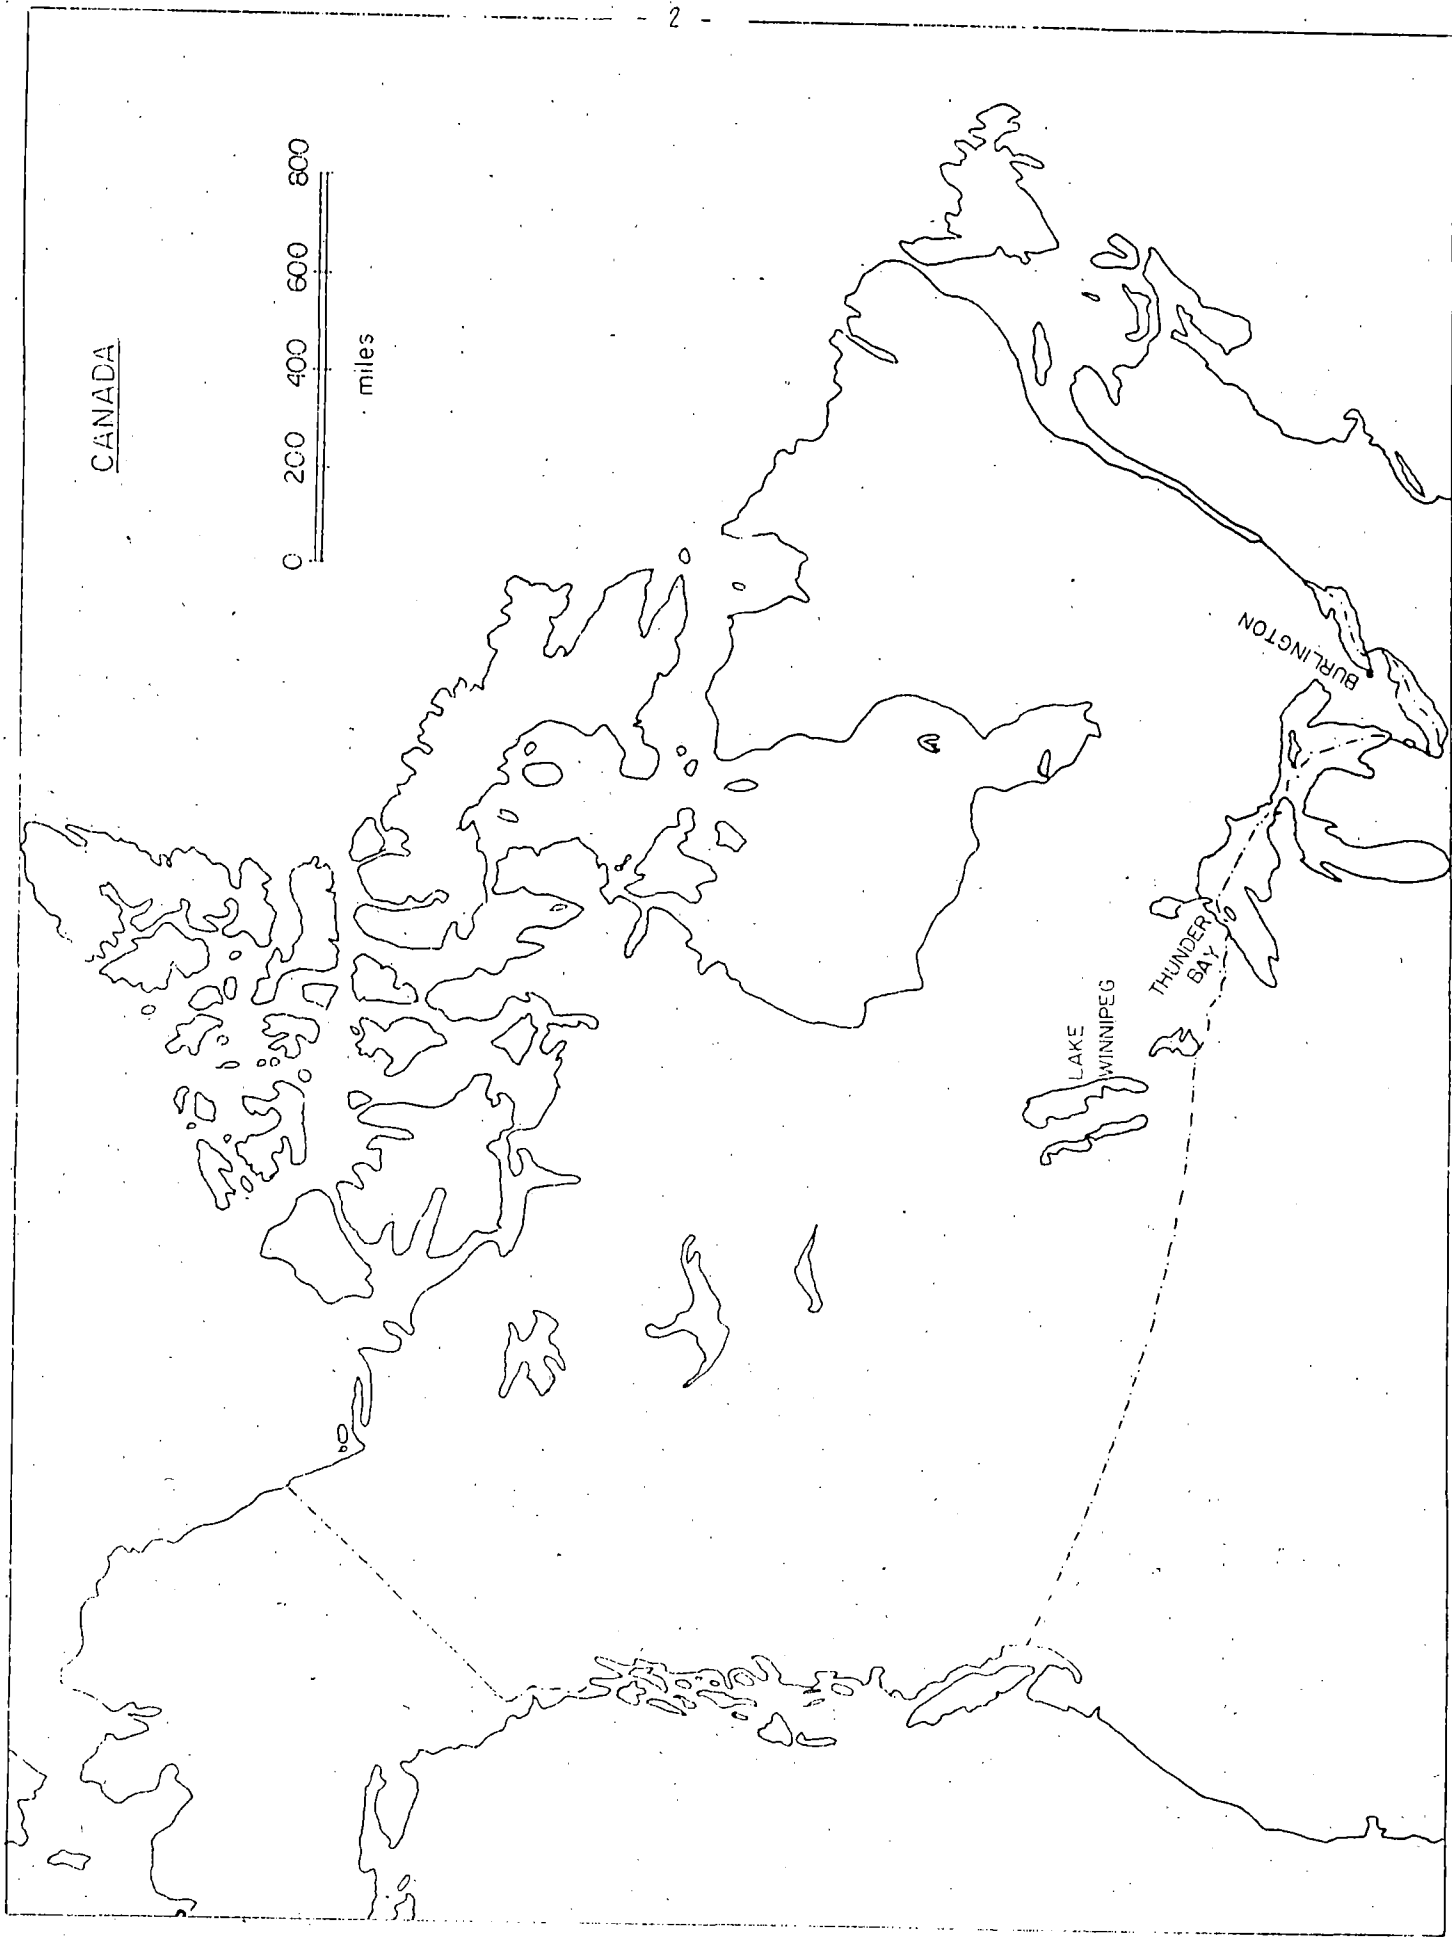 - 2 -
CANADA
0 200 400 600 800
miles
LAKE
WINNIPEG
THUNDER
BAY
BURLINGTON